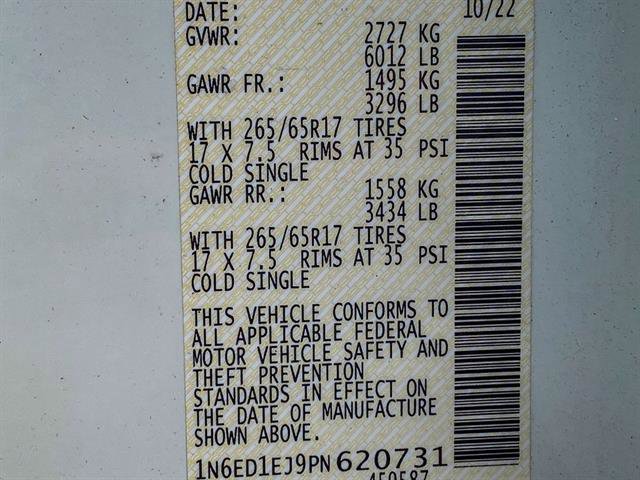 DATE: 10/22
GVWR: 2727 KG
6012 LB
GAWR FR.: 1495 KG
3296 LB
WITH 265/65R17 TIRES
17 X 7.5 RIMS AT 35 PSI
COLD SINGLE
GAWR RR.: 1558 KG
3434 LB
WITH 265/65R17 TIRES
17 X 7.5 RIMS AT 35 PSI
COLD SINGLE
THIS VEHICLE CONFORMS TO
ALL APPLICABLE FEDERAL
MOTOR VEHICLE SAFETY AND
THEFT PREVENTION
STANDARDS IN EFFECT ON
THE DATE OF MANUFACTURE
SHOWN ABOVE.
1N6ED1EJ9PN620731